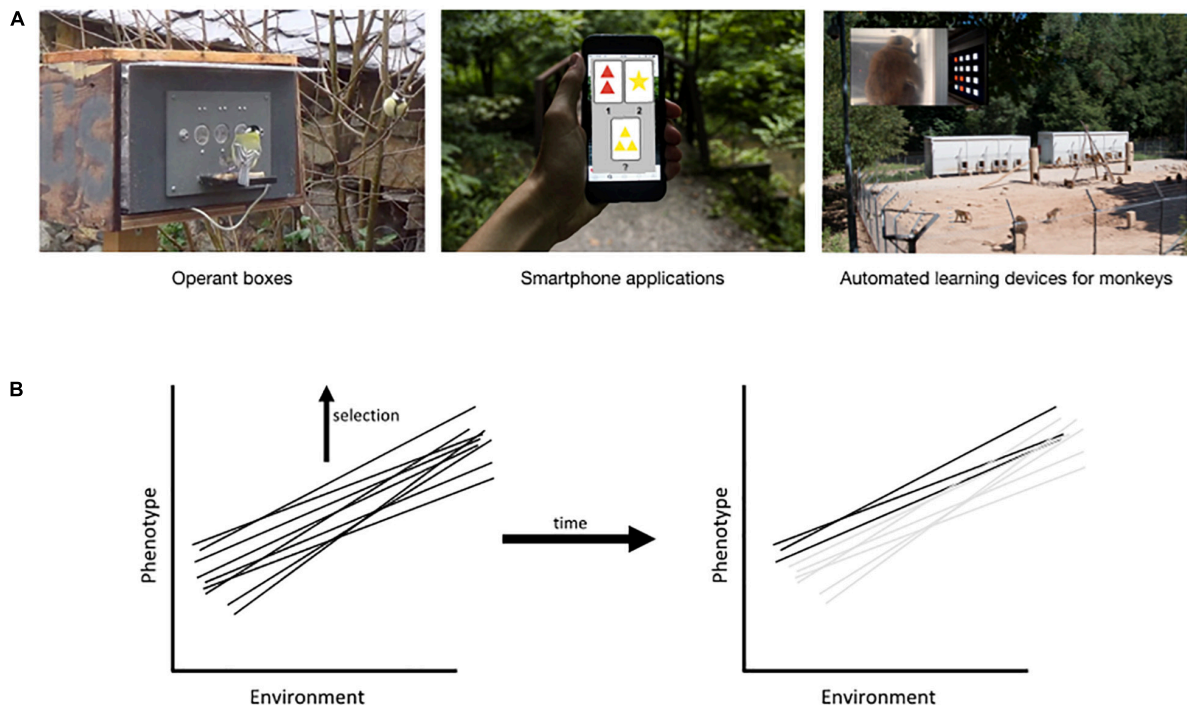 A
1 2
?
Operant boxes
Smartphone applications
Automated learning devices for monkeys
B
selection
Phenotype
time
Phenotype
Environment
Environment